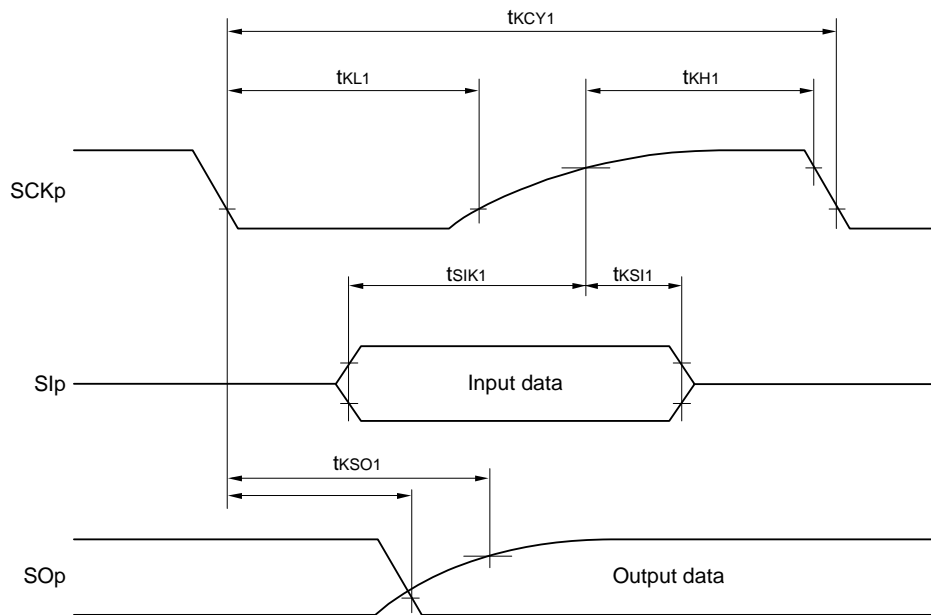 tKCY1
tKL1
tKH1
SCKp
tSIK1
tKSI1
SIp
Input data
tKSO1
SOp
Output data